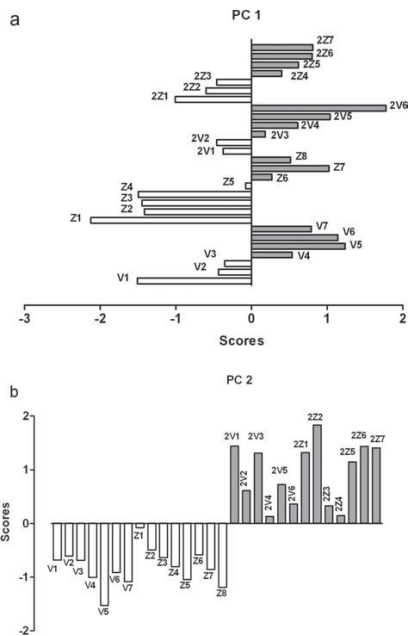 a
PC 1
2Z7
2Z6
2Z5
2Z4
2Z3
2Z2
2Z1
2V6
2V5
2V4
2V3
2V2
2V1
Z8
Z7
Z6
Z5
Z4
Z3
Z2
Z1
V7
V6
V5
V4
V3
V2
V1
-3 -2 -1 0 1 2
Scores
b
PC 2
Scores
2
1
0
-1
-2
V1 V2 V3 V4 V5 V6 V7 Z1 Z2 Z3 Z4 Z5 Z6 Z7 Z8
2V1 2V2 2V3 2V4 2V5 2V6 2Z1 2Z2 2Z3 2Z4 2Z5 2Z6 2Z7